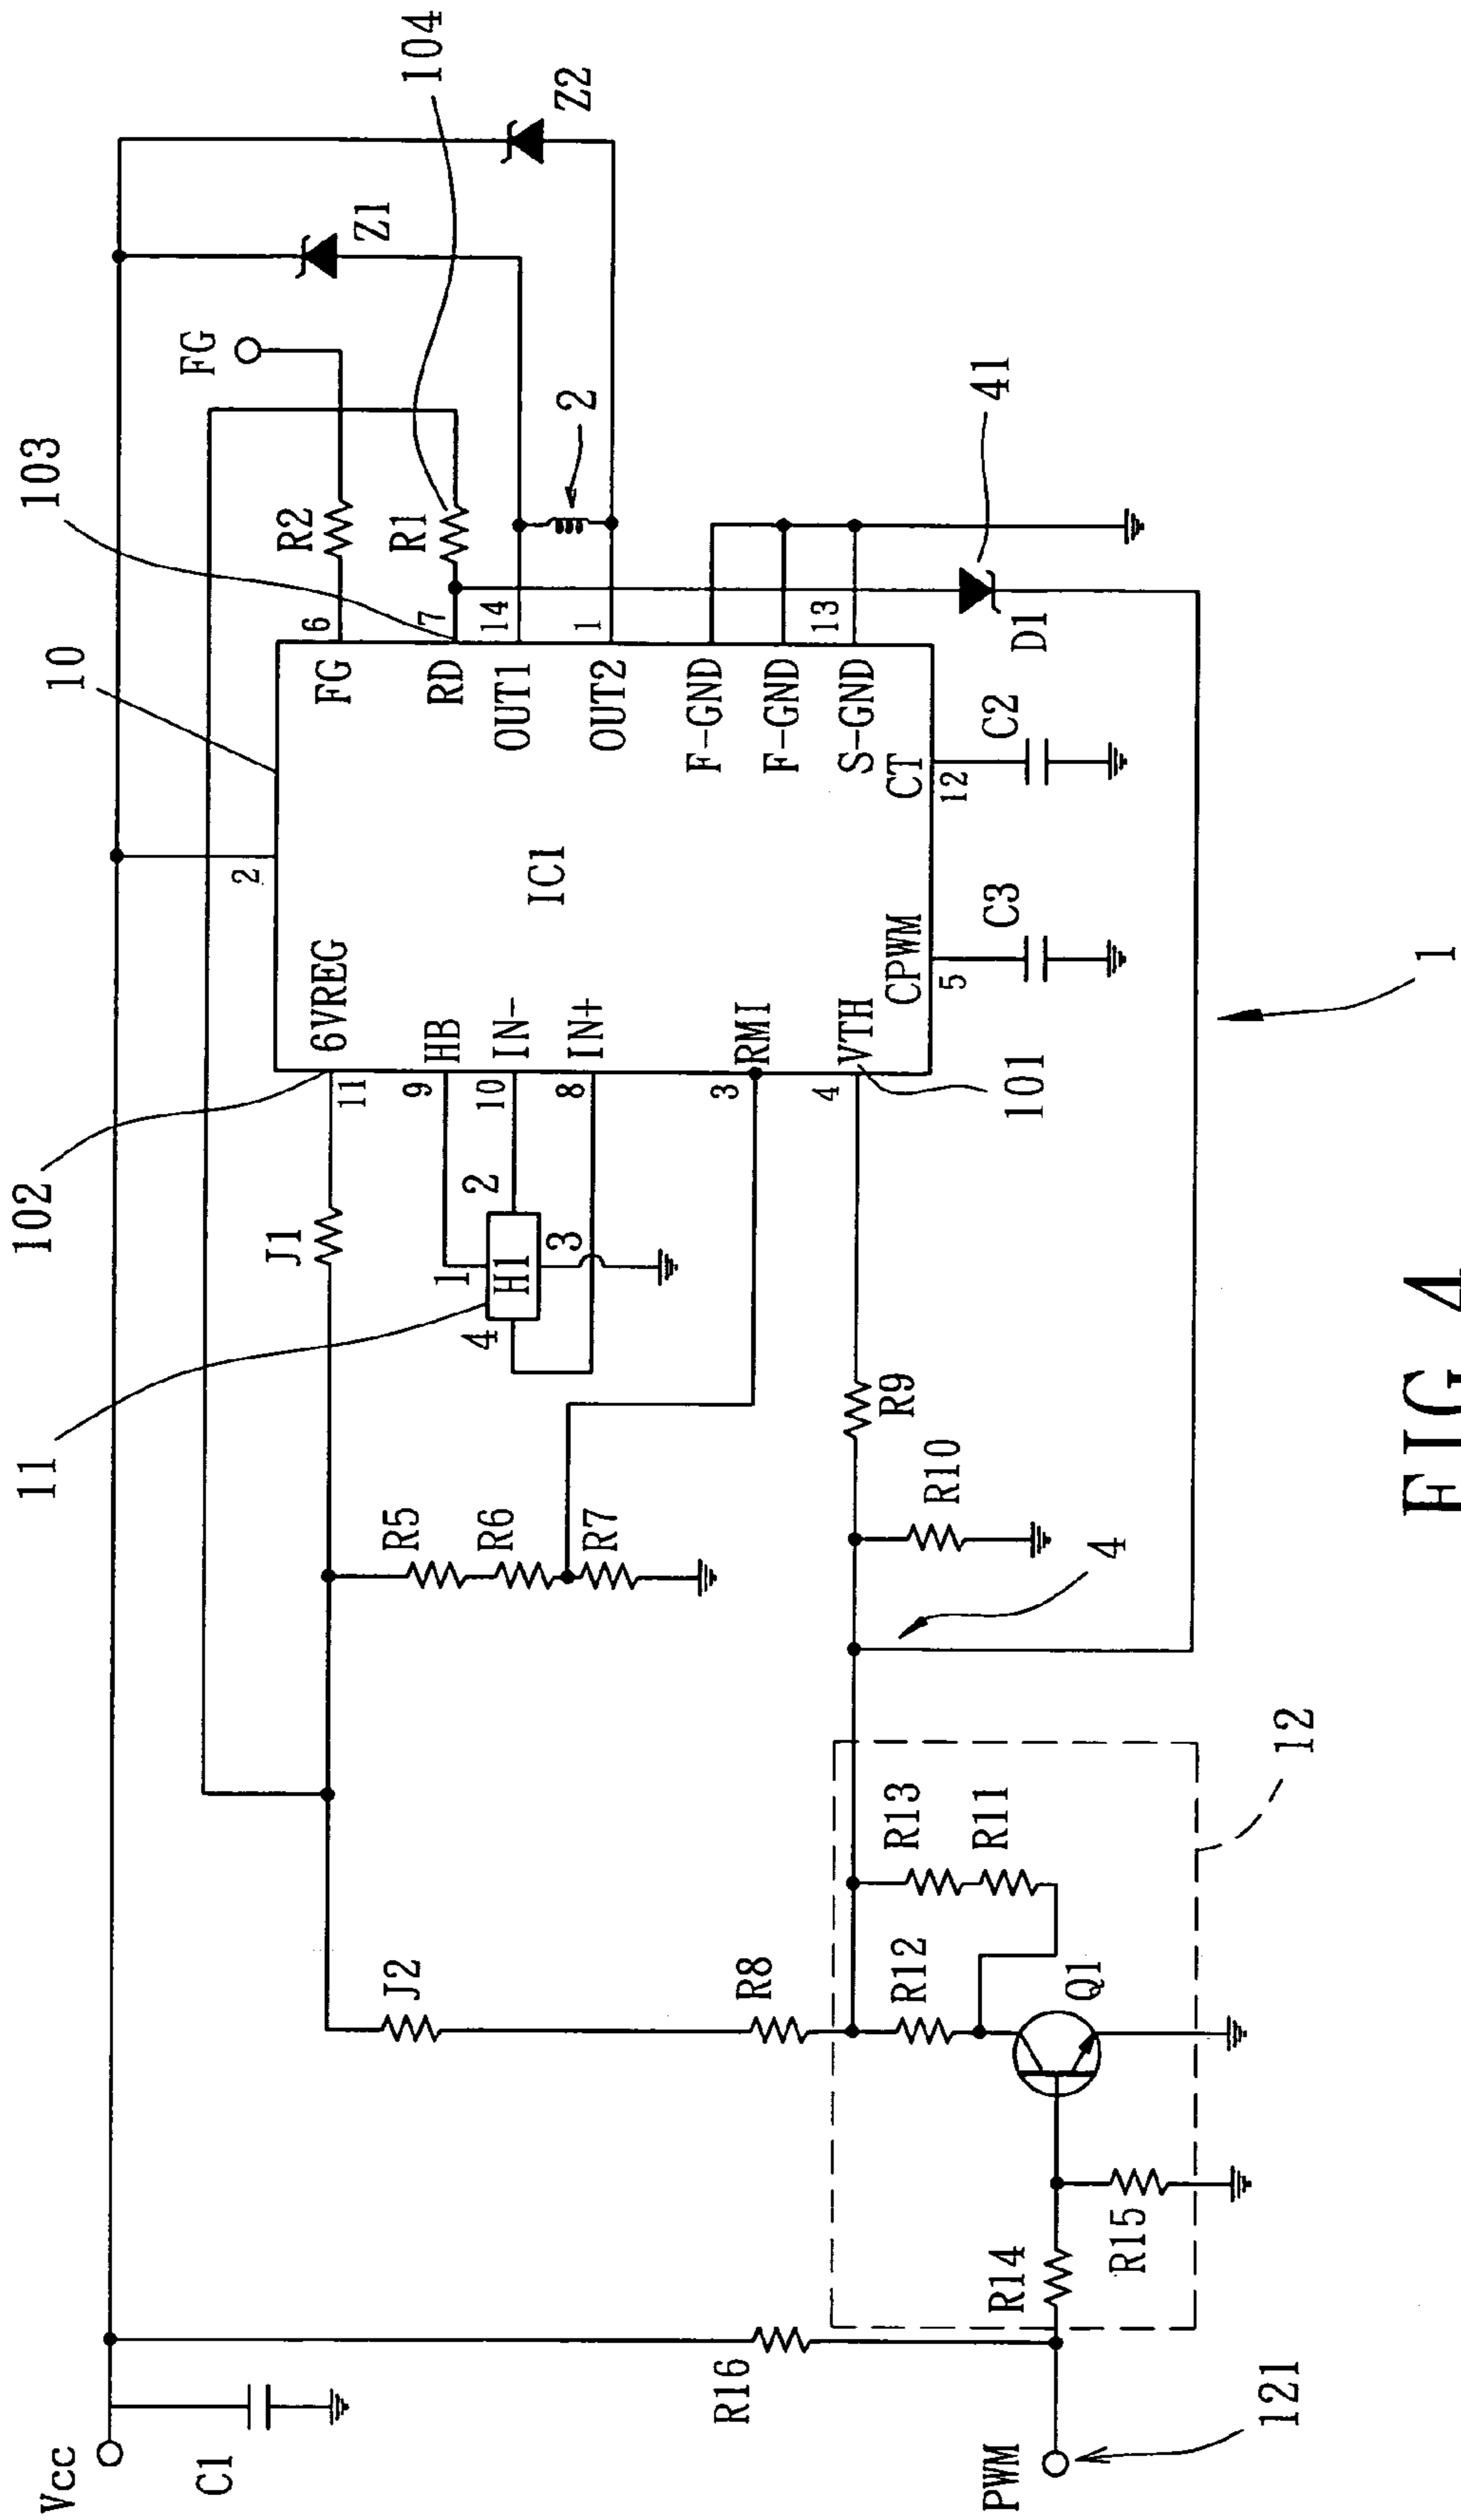 Vcc
C1
PWM
121
R16
R14
R15
Q1
R12
R13
R11
12
J2
R8
4
R10
R9
R5
R6
R7
11
H1
1
2
3
4
J1
102
11
6VREG
9
HB
10
IN-
8
IN+
3
RMI
4
VTH
101
5
CPWM
C3
12
CT
C2
IC1
2
10
FG
6
RD
7
OUT1
14
OUT2
1
F-GND
F-GND
S-GND
13
103
R2
R1
104
FG
2
Z1
Z2
D1
41
1
FIG 4